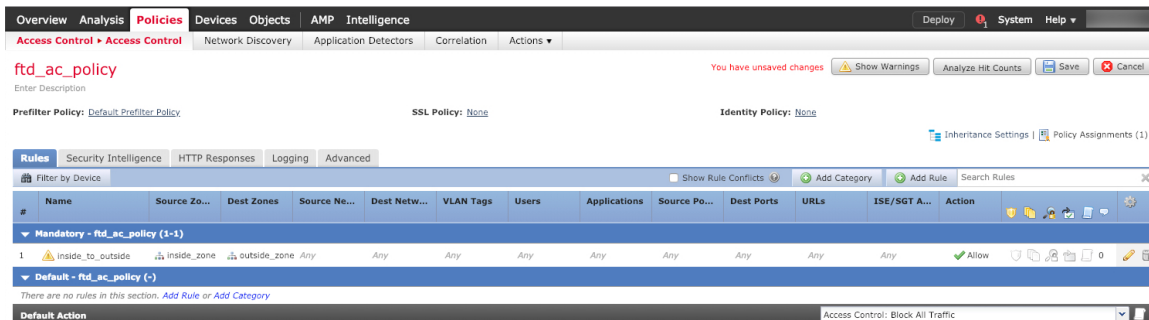 Overview Analysis Policies Devices Objects AMP Intelligence Deploy 1 System Help
Access Control ▸ Access Control Network Discovery Application Detectors Correlation Actions
ftd_ac_policy You have unsaved changes Show Warnings Analyze Hit Counts Save Cancel
Enter Description
Prefilter Policy: Default Prefilter Policy SSL Policy: None Identity Policy: None
Inheritance Settings | Policy Assignments (1)
Rules Security Intelligence HTTP Responses Logging Advanced
Filter by Device Show Rule Conflicts Add Category Add Rule Search Rules
# Name Source Zo... Dest Zones Source Ne... Dest Netw... VLAN Tags Users Applications Source Po... Dest Ports URLs ISE/SGT A... Action
Mandatory - ftd_ac_policy (1-1)
1 inside_to_outside inside_zone outside_zone Any Any Any Any Any Any Any Any Any Allow 0
Default - ftd_ac_policy (-)
There are no rules in this section. Add Rule or Add Category
Default Action Access Control: Block All Traffic